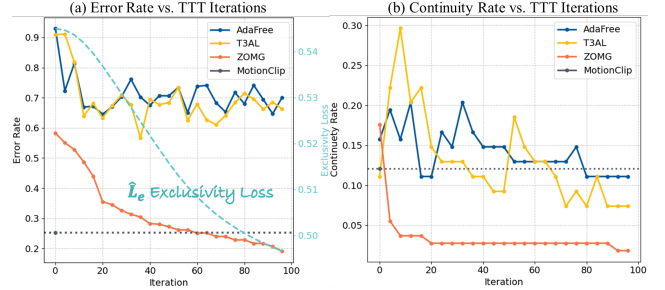 (a) Error Rate vs. TTT Iterations
0.9
0.8
0.7
0.6
0.5
0.4
0.3
0.2
Error Rate
AdaFree
T3AL
ZOMG
MotionClip
L̂e Exclusivity Loss
0.54
0.53
0.52
0.51
0.50
Exclusivity Loss
0 20 40 60 80 100
Iteration
(b) Continuity Rate vs. TTT Iterations
0.30
0.25
0.20
0.15
0.10
0.05
Continuety Rate
AdaFree
T3AL
ZOMG
MotionClip
0 20 40 60 80 100
Iteration